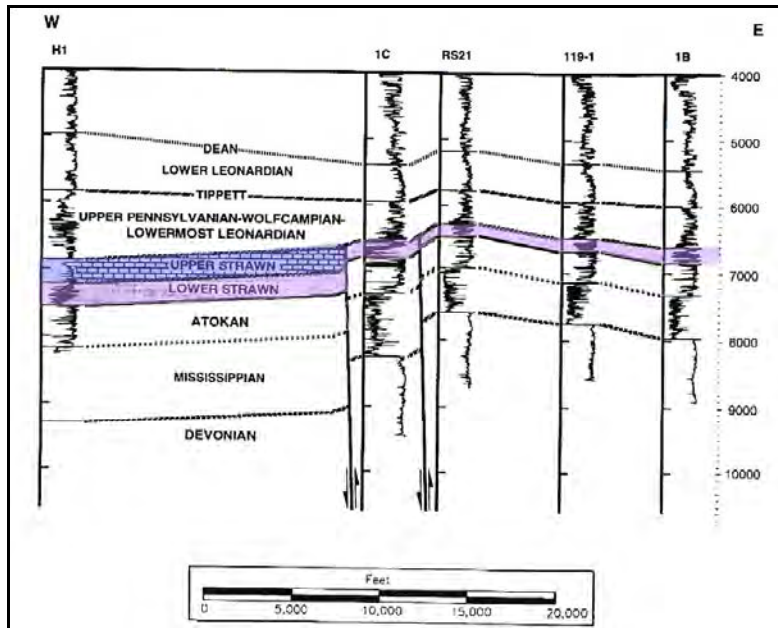 W
E
H1
1C
RS21
119-1
1B
4000
DEAN
5000
LOWER LEONARDIAN
TIPPETT
6000
UPPER PENNSYLVANIAN-WOLFCAMPIAN-
LOWERMOST LEONARDIAN
UPPER STRAWN
7000
LOWER STRAWN
ATOKAN
8000
MISSISSIPPIAN
9000
DEVONIAN
10000
Feet
0 5,000 10,000 15,000 20,000